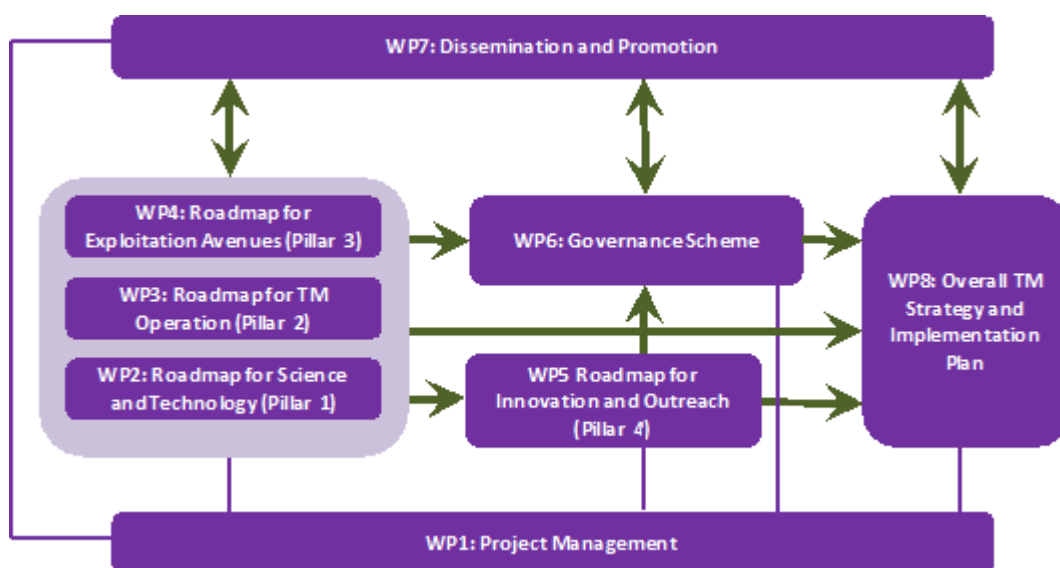 WP7: Dissemination and Promotion
WP4: Roadmap for
Exploitation Avenues (Pillar 3)
WP3: Roadmap for TM
Operation (Pillar 2)
WP2: Roadmap for Science
and Technology (Pillar 1)
WP6: Governance Scheme
WP5 Roadmap for
Innovation and Outreach
(Pillar 4)
WP8: Overall TM
Strategy and
Implementation
Plan
WP1: Project Management